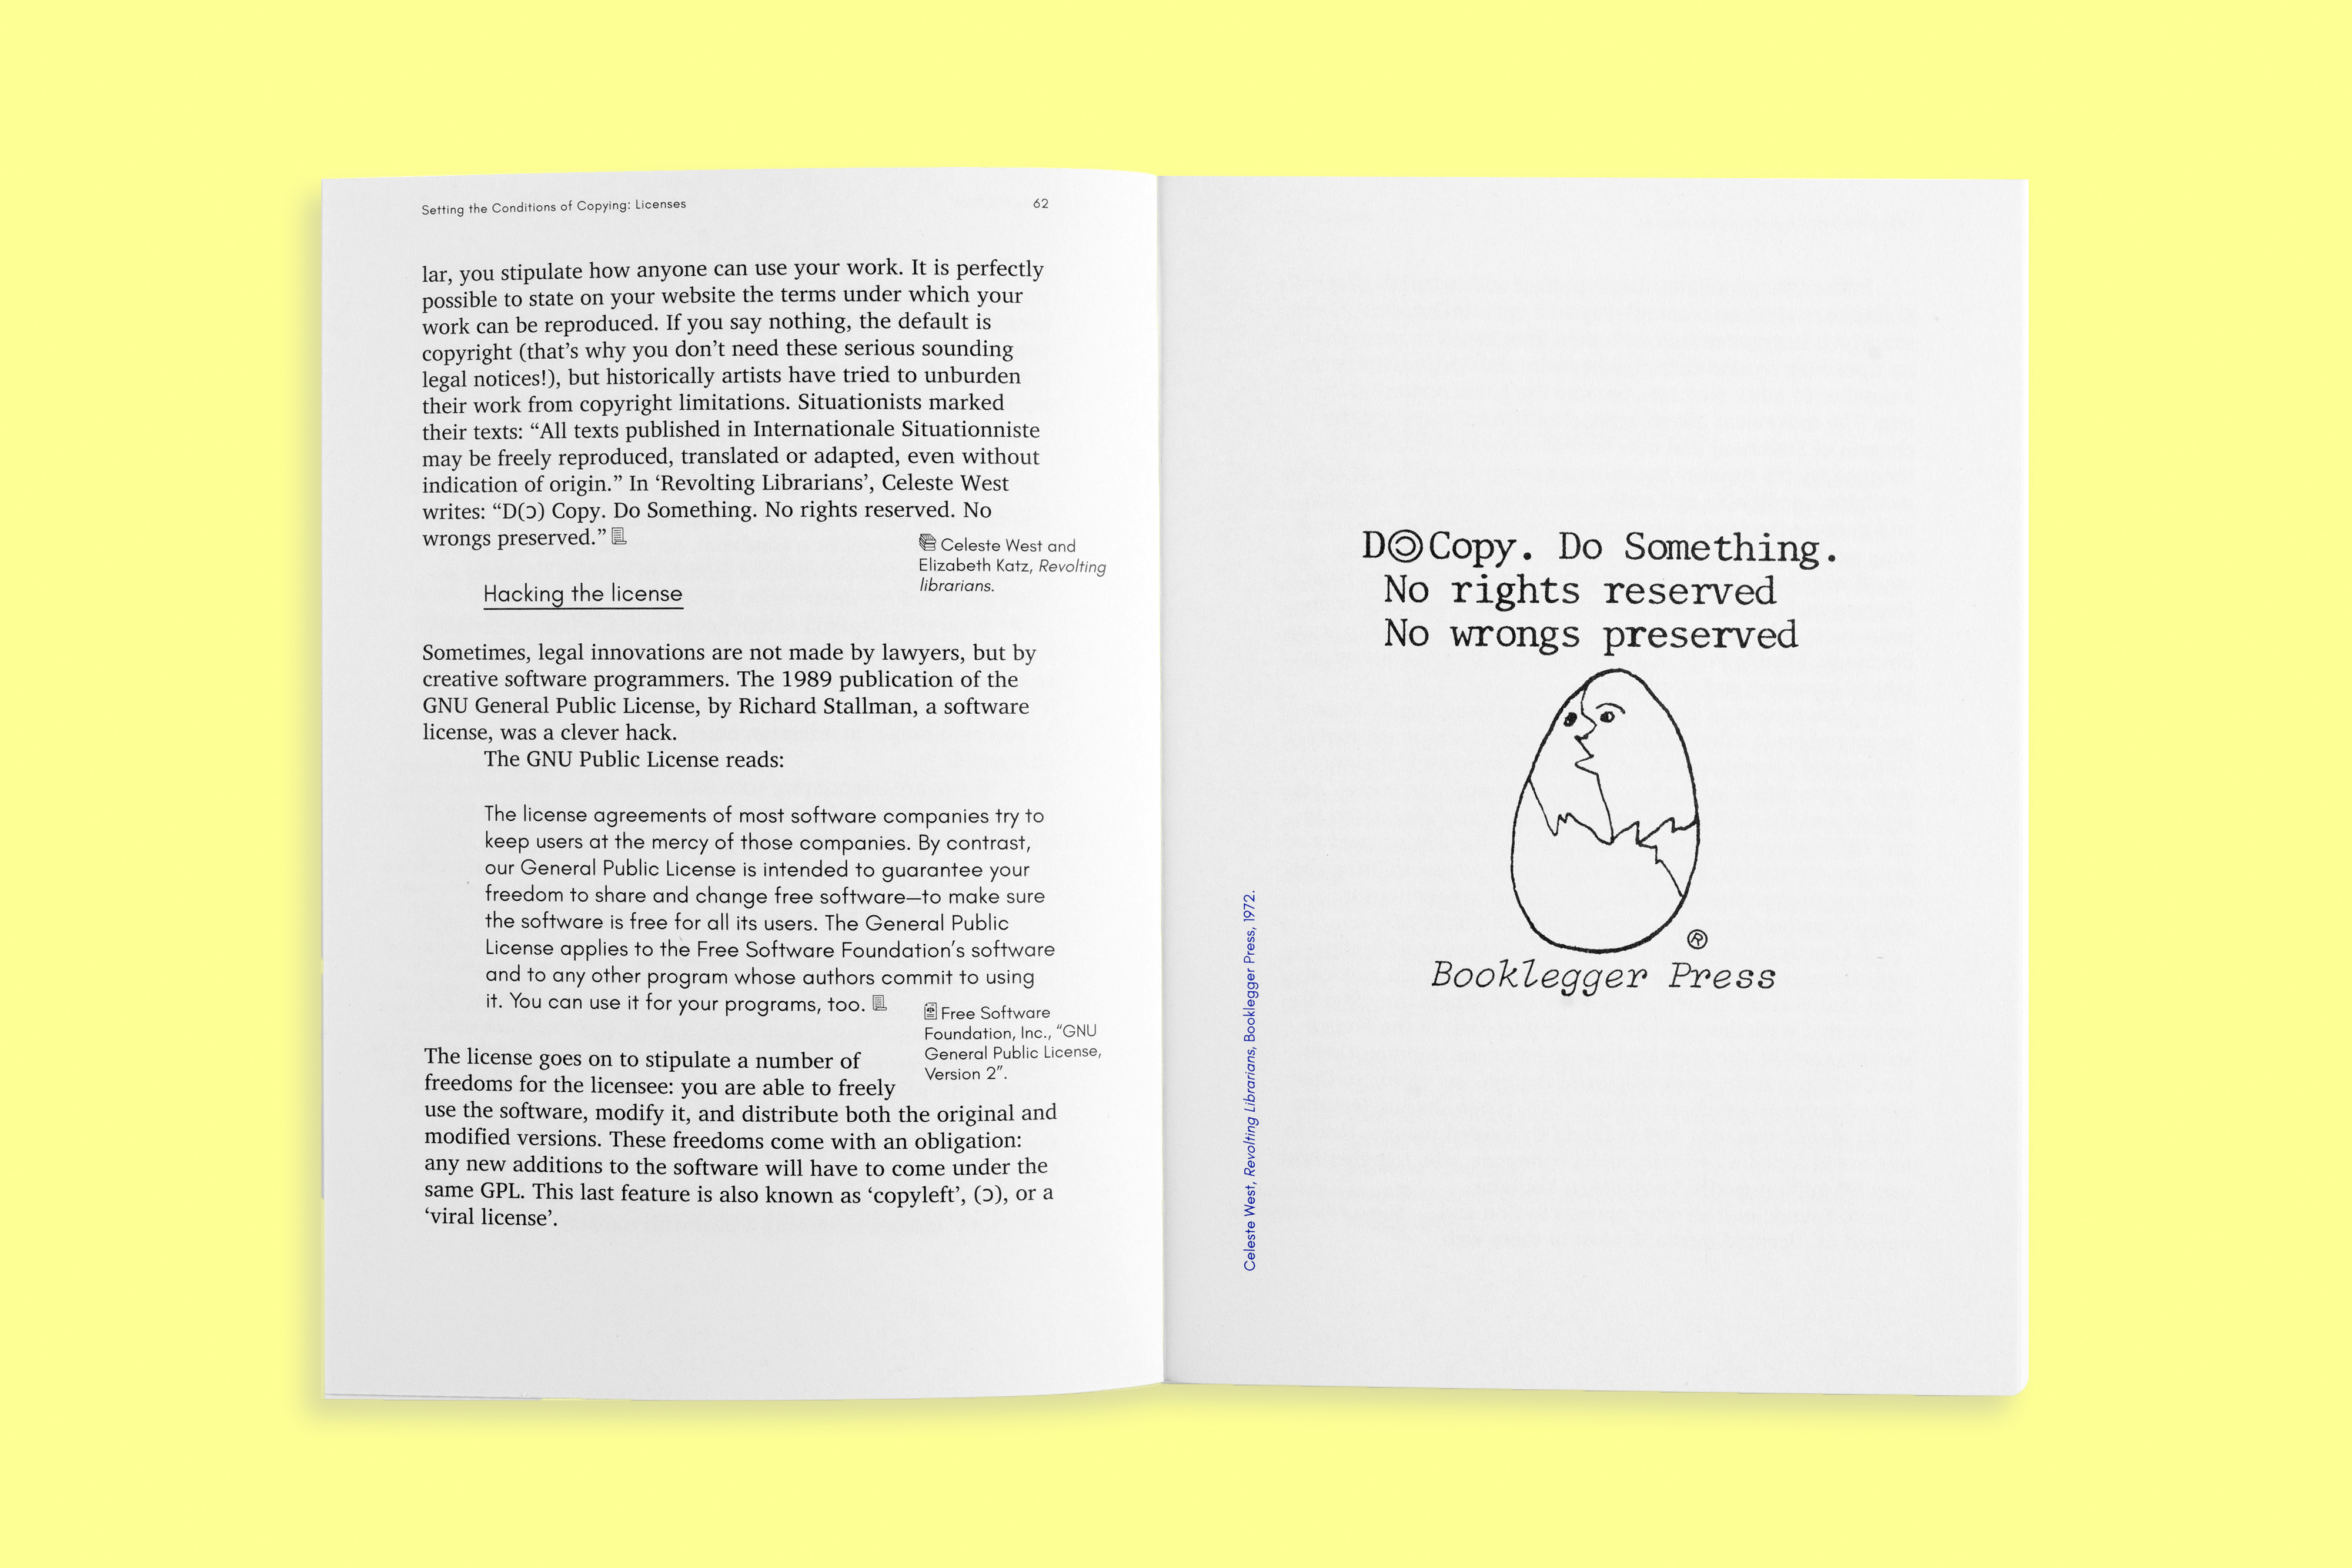 Setting the Conditions of Copying: Licenses
62
lar, you stipulate how anyone can use your work. It is perfectly
possible to state on your website the terms under which your
work can be reproduced. If you say nothing, the default is
copyright (that’s why you don’t need these serious sounding
legal notices!), but historically artists have tried to unburden
their work from copyright limitations. Situationists marked
their texts: “All texts published in Internationale Situationniste
may be freely reproduced, translated or adapted, even without
indication of origin.” In ‘Revolting Librarians’, Celeste West
writes: “D(ↄ) Copy. Do Something. No rights reserved. No
wrongs preserved.”
Celeste West and
Elizabeth Katz, Revolting
librarians.
Hacking the license
Sometimes, legal innovations are not made by lawyers, but by
creative software programmers. The 1989 publication of the
GNU General Public License, by Richard Stallman, a software
license, was a clever hack.
The GNU Public License reads:
The license agreements of most software companies try to
keep users at the mercy of those companies. By contrast,
our General Public License is intended to guarantee your
freedom to share and change free software—to make sure
the software is free for all its users. The General Public
License applies to the Free Software Foundation’s software
and to any other program whose authors commit to using
it. You can use it for your programs, too.
Free Software
Foundation, Inc., “GNU
General Public License,
Version 2”.
The license goes on to stipulate a number of
freedoms for the licensee: you are able to freely
use the software, modify it, and distribute both the original and
modified versions. These freedoms come with an obligation:
any new additions to the software will have to come under the
same GPL. This last feature is also known as ‘copyleft’, (ↄ), or a
‘viral license’.
Celeste West, Revolting Librarians, Booklegger Press, 1972.
D🄯Copy. Do Something.
No rights reserved
No wrongs preserved
®
Booklegger Press